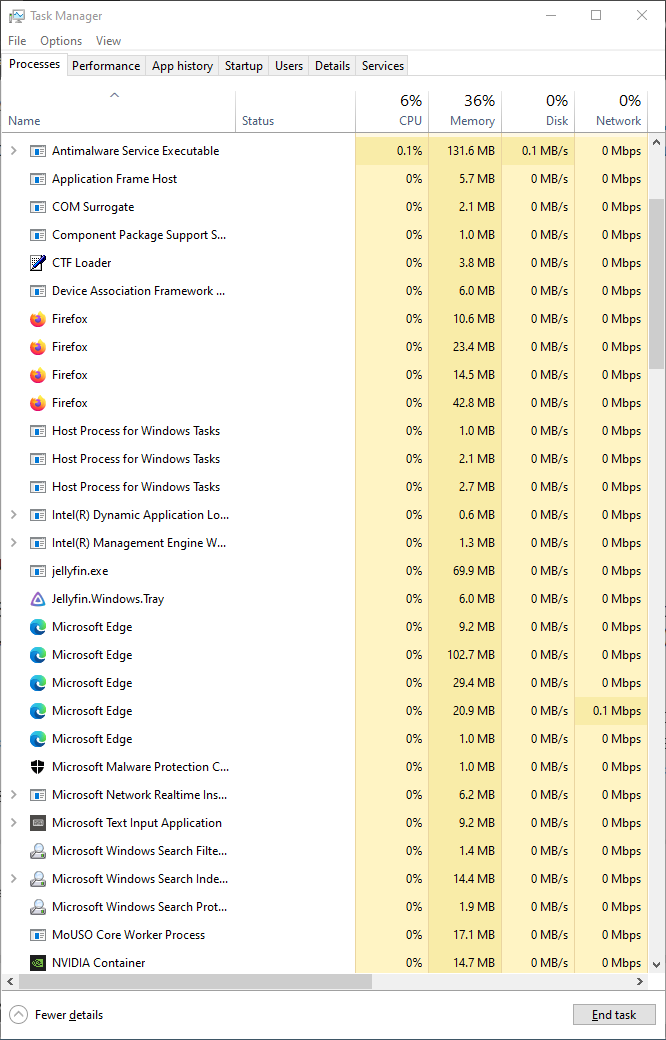 Task Manager
File Options View
Processes Performance App history Startup Users Details Services
6% 36% 0% 0%
Name Status CPU Memory Disk Network
Antimalware Service Executable 0.1% 131.6 MB 0.1 MB/s 0 Mbps
Application Frame Host 0% 5.7 MB 0 MB/s 0 Mbps
COM Surrogate 0% 2.1 MB 0 MB/s 0 Mbps
Component Package Support S... 0% 1.0 MB 0 MB/s 0 Mbps
CTF Loader 0% 3.8 MB 0 MB/s 0 Mbps
Device Association Framework ... 0% 6.0 MB 0 MB/s 0 Mbps
Firefox 0% 10.6 MB 0 MB/s 0 Mbps
Firefox 0% 23.4 MB 0 MB/s 0 Mbps
Firefox 0% 14.5 MB 0 MB/s 0 Mbps
Firefox 0% 42.8 MB 0 MB/s 0 Mbps
Host Process for Windows Tasks 0% 1.0 MB 0 MB/s 0 Mbps
Host Process for Windows Tasks 0% 2.1 MB 0 MB/s 0 Mbps
Host Process for Windows Tasks 0% 2.7 MB 0 MB/s 0 Mbps
Intel(R) Dynamic Application Lo... 0% 0.6 MB 0 MB/s 0 Mbps
Intel(R) Management Engine W... 0% 1.3 MB 0 MB/s 0 Mbps
jellyfin.exe 0% 69.9 MB 0 MB/s 0 Mbps
Jellyfin.Windows.Tray 0% 6.0 MB 0 MB/s 0 Mbps
Microsoft Edge 0% 9.2 MB 0 MB/s 0 Mbps
Microsoft Edge 0% 102.7 MB 0 MB/s 0 Mbps
Microsoft Edge 0% 29.4 MB 0 MB/s 0 Mbps
Microsoft Edge 0% 20.9 MB 0 MB/s 0.1 Mbps
Microsoft Edge 0% 1.0 MB 0 MB/s 0 Mbps
Microsoft Malware Protection C... 0% 1.0 MB 0 MB/s 0 Mbps
Microsoft Network Realtime Ins... 0% 6.2 MB 0 MB/s 0 Mbps
Microsoft Text Input Application 0% 9.2 MB 0 MB/s 0 Mbps
Microsoft Windows Search Filte... 0% 1.4 MB 0 MB/s 0 Mbps
Microsoft Windows Search Inde... 0% 14.4 MB 0 MB/s 0 Mbps
Microsoft Windows Search Prot... 0% 1.9 MB 0 MB/s 0 Mbps
MoUSO Core Worker Process 0% 17.1 MB 0 MB/s 0 Mbps
NVIDIA Container 0% 14.7 MB 0 MB/s 0 Mbps
Fewer details End task